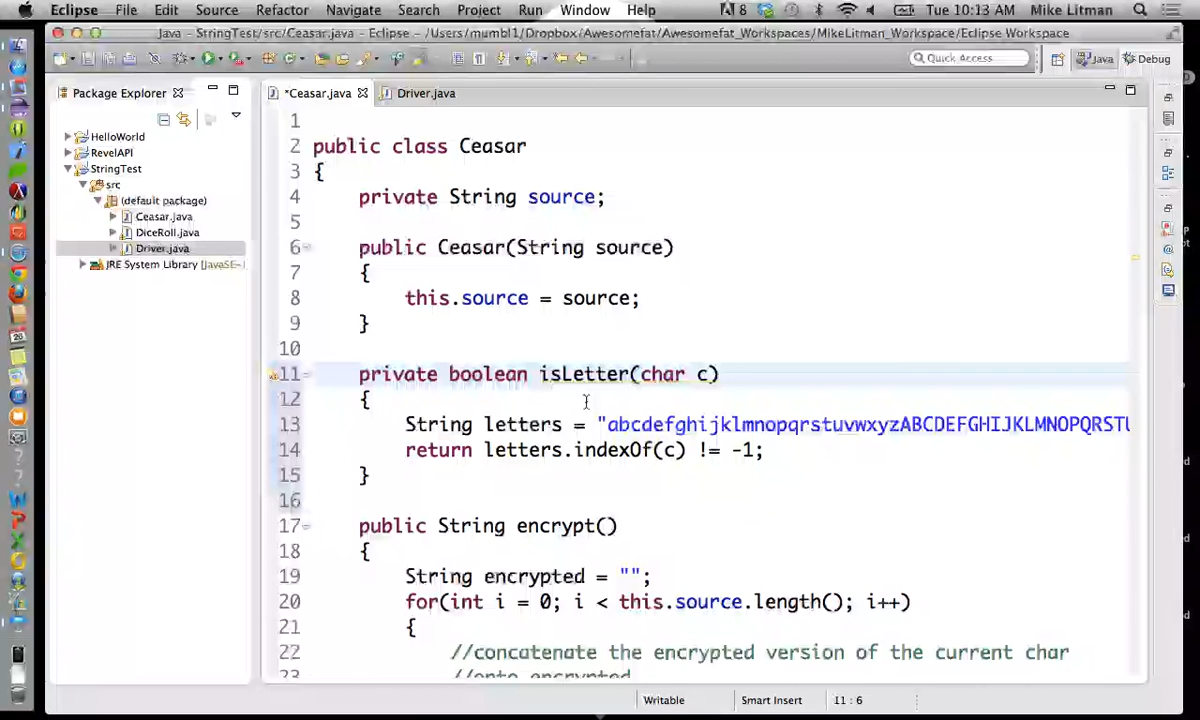 Eclipse File Edit Source Refactor Navigate Search Project Run Window Help 8 Tue 10:13 AM Mike Litman
Java - StringTest/src/Ceasar.java - Eclipse - /Users/mumbl1/Dropbox/Awesomefat/Awesomefat_Workspaces/MikeLitman_Workspace/Eclipse Workspace
Quick Access Java Debug
Package Explorer
*Ceasar.java Driver.java
HelloWorld
RevelAPI
StringTest
src
(default package)
Ceasar.java
DiceRoll.java
Driver.java
JRE System Library [JavaSE-
1
2 public class Ceasar
3 {
4 private String source;
5
6 public Ceasar(String source)
7 {
8 this.source = source;
9 }
10
11 private boolean isLetter(char c)
12 {
13 String letters = "abcdefghijklmnopqrstuvwxyzABCDEFGHIJKLMNOPQRSTU
14 return letters.indexOf(c) != -1;
15 }
16
17 public String encrypt()
18 {
19 String encrypted = "";
20 for(int i = 0; i < this.source.length(); i++)
21 {
22 //concatenate the encrypted version of the current char
23 //onto encrypted
Writable Smart Insert 11 : 6